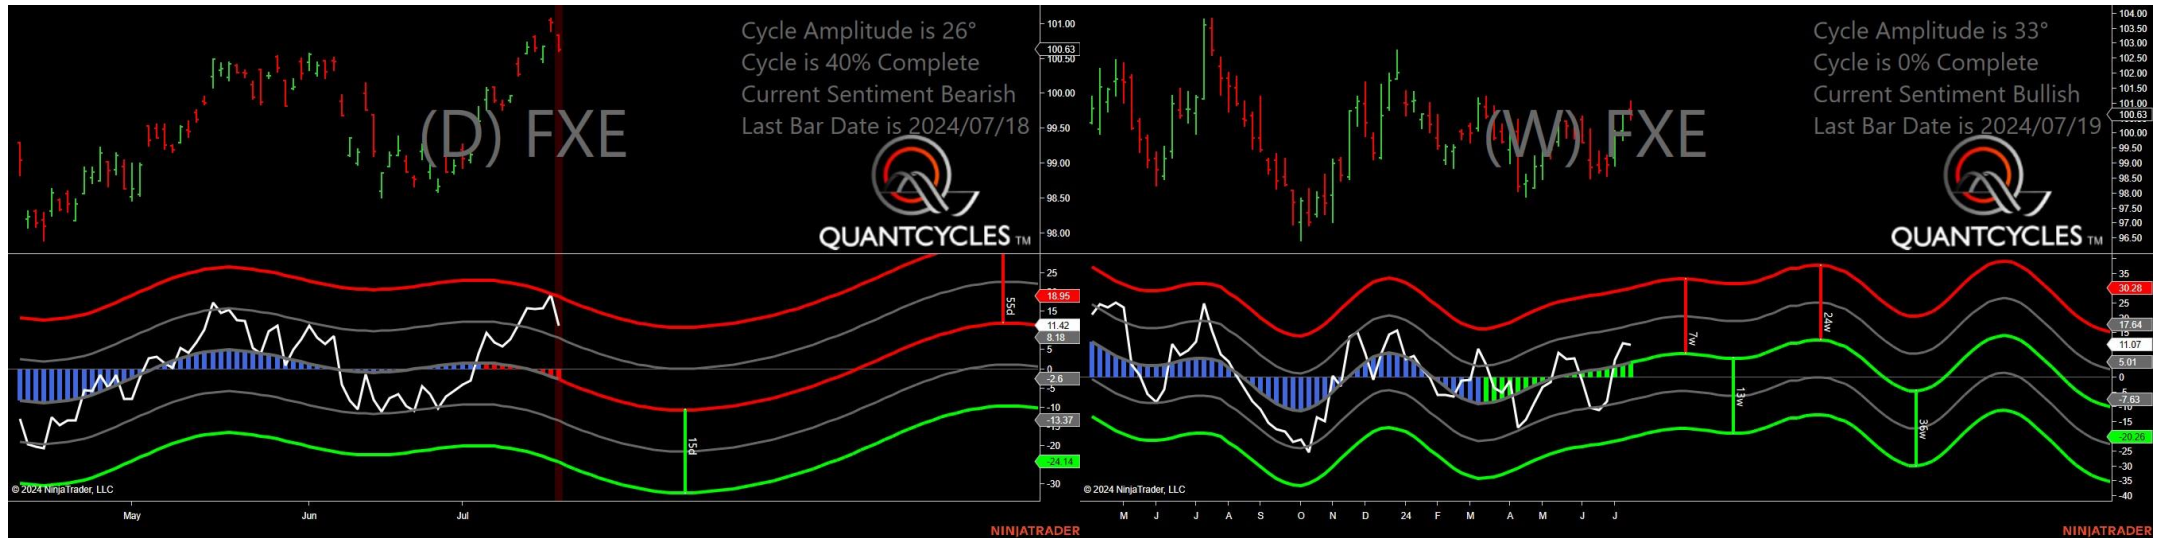 Cycle Amplitude is 26°
Cycle is 40% Complete
Current Sentiment Bearish
Last Bar Date is 2024/07/18
(D) FXE
QUANTCYCLES TM
101.00
100.63
100.50
100.00
99.50
99.00
98.50
98.00
25
18.95
15
11.42
8.18
5
0
-2.6
-5
-10
-13.37
-20
-24.14
-30
55d
15d
© 2024 NinjaTrader, LLC
May
Jun
Jul
NINJATRADER
Cycle Amplitude is 33°
Cycle is 0% Complete
Current Sentiment Bullish
Last Bar Date is 2024/07/19
(W) FXE
QUANTCYCLES TM
104.00
103.50
103.00
102.50
102.00
101.50
101.00
100.63
100.00
99.50
99.00
98.50
98.00
97.50
97.00
96.50
35
30.28
25
17.64
15
11.07
5.01
0
-5
-7.63
-10
-20.26
-25
-30
-35
-40
7w
24w
13w
36w
© 2024 NinjaTrader, LLC
M
J
J
A
S
O
N
D
24
F
M
A
M
J
J
NINJATRADER